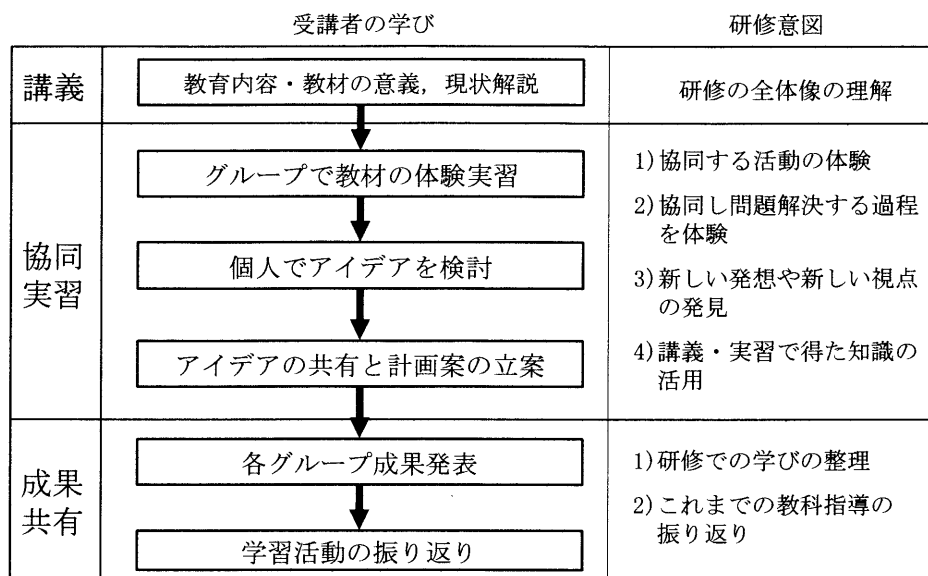 受講者の学び
研修意図
講義
教育内容・教材の意義，現状解説
研修の全体像の理解
協同
実習
グループで教材の体験実習
個人でアイデアを検討
アイデアの共有と計画案の立案
1)協同する活動の体験
2)協同し問題解決する過程
を体験
3)新しい発想や新しい視点
の発見
4)講義・実習で得た知識の
活用
成果
共有
各グループ成果発表
学習活動の振り返り
1)研修での学びの整理
2)これまでの教科指導の
振り返り